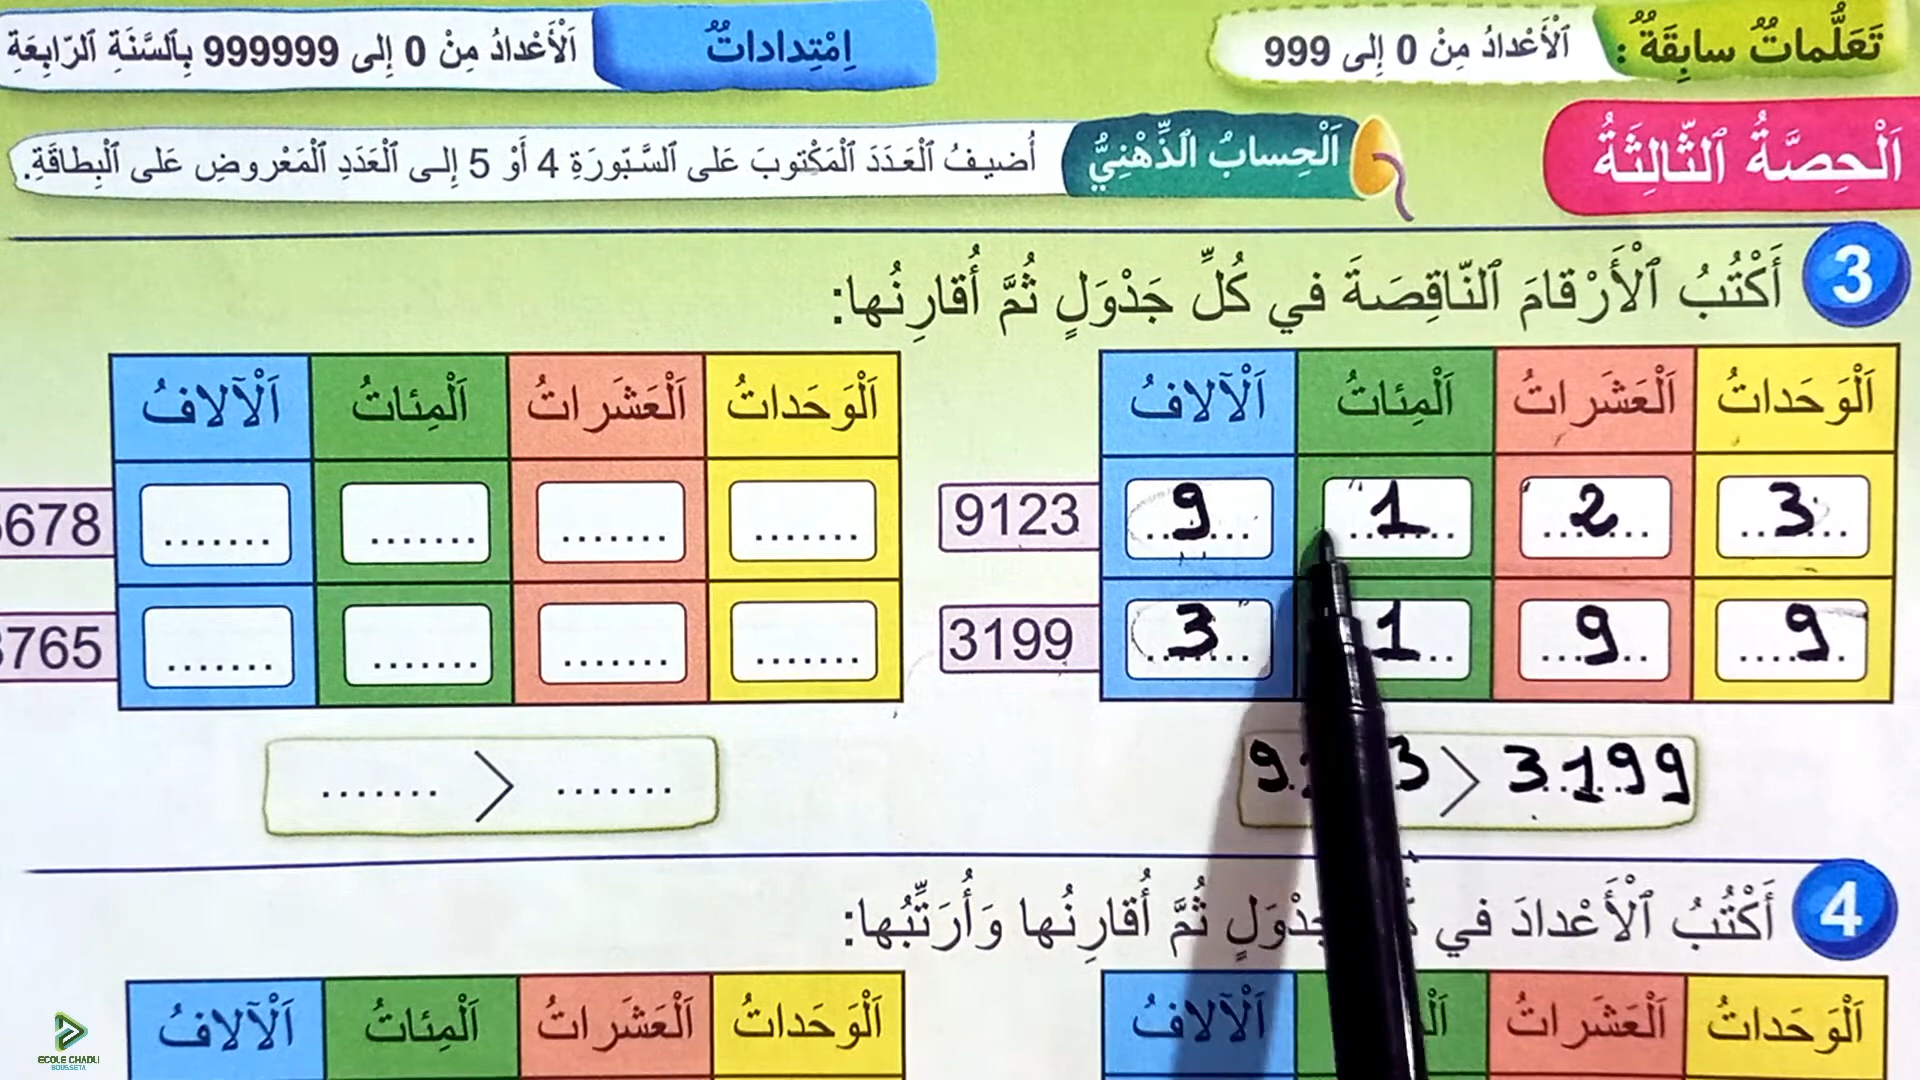 تَعَلُّماتٌ سابِقَةٌ : اَلْأَعْدادُ مِنْ 0 إِلى 999
اِمْتِداداتٌ اَلْأَعْدادُ مِنْ 0 إِلى 999999 بِالسَّنَةِ الرّابِعَةِ
اَلْحِصَّةُ الثّالِثَةُ
اَلْحِسابُ الذِّهْنِيُّ أُضيفُ الْعَدَدَ الْمَكْتوبَ عَلى السَّبّورَةِ 4 أَوْ 5 إِلى الْعَدَدِ الْمَعْروضِ عَلى الْبِطاقَةِ.
3 أَكْتُبُ الْأَرْقامَ النّاقِصَةَ في كُلِّ جَدْوَلٍ ثُمَّ أُقارِنُها:
اَلْوَحَداتُ اَلْعَشَراتُ اَلْمِئاتُ اَلْآلافُ
9123 9 1 2 3
3199 3 1 9 9
3 > 3199
اَلْوَحَداتُ اَلْعَشَراتُ اَلْمِئاتُ اَلْآلافُ
678 ....... ....... ....... .......
765 ....... ....... ....... .......
....... > .......
4 أَكْتُبُ الْأَعْدادَ في جَدْوَلٍ ثُمَّ أُقارِنُها وَأُرَتِّبُها:
اَلْوَحَداتُ اَلْعَشَراتُ اَلْآلافُ
اَلْوَحَداتُ اَلْعَشَراتُ اَلْمِئاتُ اَلْآلافُ
ECOLE CHADLI
BOUSSETA